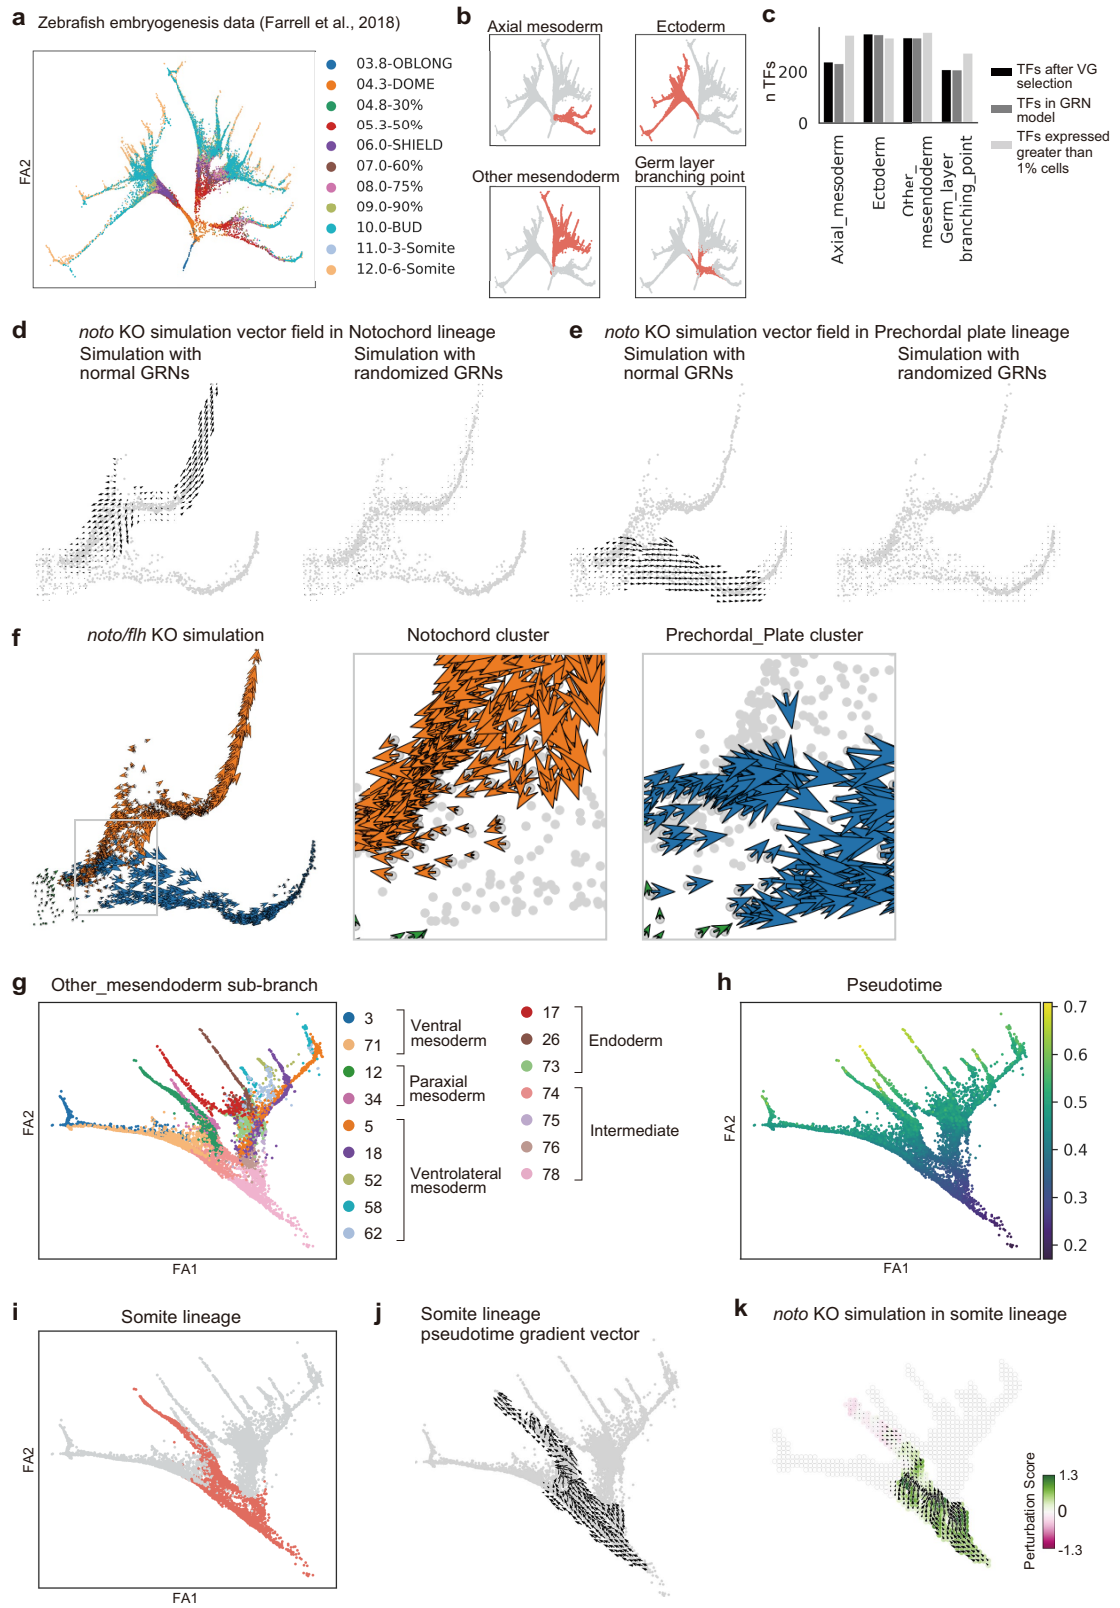 a Zebrafish embryogenesis data (Farrell et al., 2018)
FA2
03.8-OBLONG
04.3-DOME
04.8-30%
05.3-50%
06.0-SHIELD
07.0-60%
08.0-75%
09.0-90%
10.0-BUD
11.0-3-Somite
12.0-6-Somite
b
Axial mesoderm
Ectoderm
Other mesendoderm
Germ layer
branching point
c
n TFs
200
0
Axial_mesoderm
Ectoderm
Other_
mesendoderm
Germ_layer_
branching_point
TFs after VG
selection
TFs in GRN
model
TFs expressed
greater than
1% cells
d
noto KO simulation vector field in Notochord lineage
Simulation with
normal GRNs
Simulation with
randomized GRNs
e
noto KO simulation vector field in Prechordal plate lineage
Simulation with
normal GRNs
Simulation with
randomized GRNs
f
noto/flh KO simulation
Notochord cluster
Prechordal_Plate cluster
g
Other_mesendoderm sub-branch
FA2
FA1
3
71
Ventral
mesoderm
12
34
Paraxial
mesoderm
5
18
52
58
62
Ventrolateral
mesoderm
17
26
73
Endoderm
74
75
76
78
Intermediate
h
Pseudotime
FA2
FA1
0.7
0.6
0.5
0.4
0.3
0.2
i
Somite lineage
FA2
FA1
j
Somite lineage
pseudotime gradient vector
k
noto KO simulation in somite lineage
Perturbation Score
1.3
0
-1.3